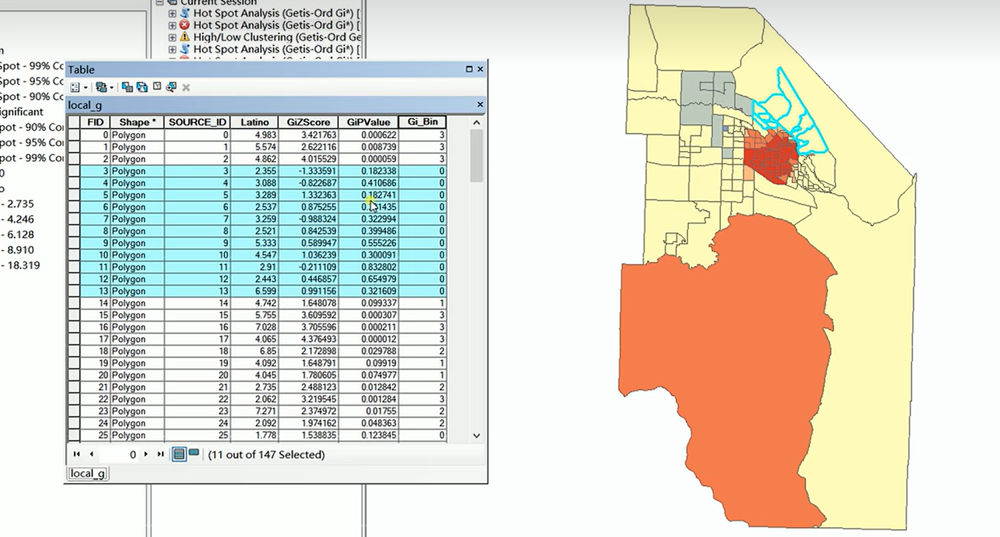 Current Session
Hot Spot Analysis (Getis-Ord Gi*) [
Hot Spot Analysis (Getis-Ord Gi*) [
High/Low Clustering (Getis-Ord Ge
Hot Spot Analysis (Getis-Ord Gi*) [
n
Spot - 99% Cc
Spot - 95% Cc
Spot - 90% Co
ignificant
pot - 90% Cor
pot - 95% Cor
pot - 99% Cor
0
o
- 2.735
- 4.246
- 6.128
- 8.910
- 18.319
Table
local_g
FID Shape * SOURCE_ID Latino GiZScore GiPValue Gi_Bin
0 Polygon 0 4.983 3.421763 0.000622 3
1 Polygon 1 5.574 2.622116 0.008739 3
2 Polygon 2 4.862 4.015529 0.000059 3
3 Polygon 3 2.355 -1.333591 0.182338 0
4 Polygon 4 3.088 -0.822687 0.410686 0
5 Polygon 5 3.289 1.332363 0.182741 0
6 Polygon 6 2.537 0.875255 0
7 Polygon 7 3.259 -0.988324 0.322994 0
8 Polygon 8 2.521 0.842539 0.399486 0
9 Polygon 9 5.333 0.589947 0.555226 0
10 Polygon 10 4.547 1.036239 0.300091 0
11 Polygon 11 2.91 -0.211109 0.832802 0
12 Polygon 12 2.443 0.446857 0.654979 0
13 Polygon 13 6.599 0.991156 0.321609 0
14 Polygon 14 4.742 1.648078 0.099337 1
15 Polygon 15 5.755 3.609592 0.000307 3
16 Polygon 16 7.028 3.705596 0.000211 3
17 Polygon 17 4.065 4.376493 0.000012 3
18 Polygon 18 6.85 2.172898 0.029788 2
19 Polygon 19 4.092 1.648791 0.09919 1
20 Polygon 20 4.045 1.780605 0.074977 1
21 Polygon 21 2.735 2.488123 0.012842 2
22 Polygon 22 2.062 3.219545 0.001284 3
23 Polygon 23 7.271 2.374972 0.01755 2
24 Polygon 24 2.092 1.974162 0.048363 2
25 Polygon 25 1.778 1.538835 0.123845 0
0 (11 out of 147 Selected)
local_g